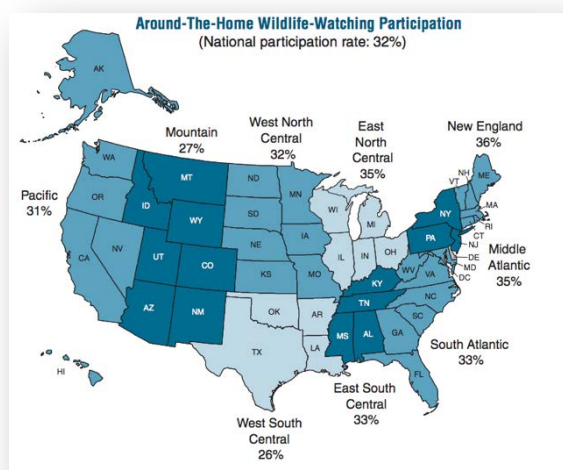 Around-The-Home Wildlife-Watching Participation
(National participation rate: 32%)
AK
Mountain
27%
West North
Central
32%
East
North
Central
35%
New England
36%
Pacific
31%
WA
OR
CA
NV
ID
MT
WY
UT
CO
AZ
NM
ND
SD
NE
KS
MN
IA
MO
WI
MI
IL
IN
OH
OK
TX
AR
LA
KY
TN
MS
AL
NY
PA
WV
VA
NC
SC
GA
FL
VT
NH
ME
MA
RI
CT
NJ
DE
MD
DC
HI
Middle
Atlantic
35%
South Atlantic
33%
East South
Central
33%
West South
Central
26%